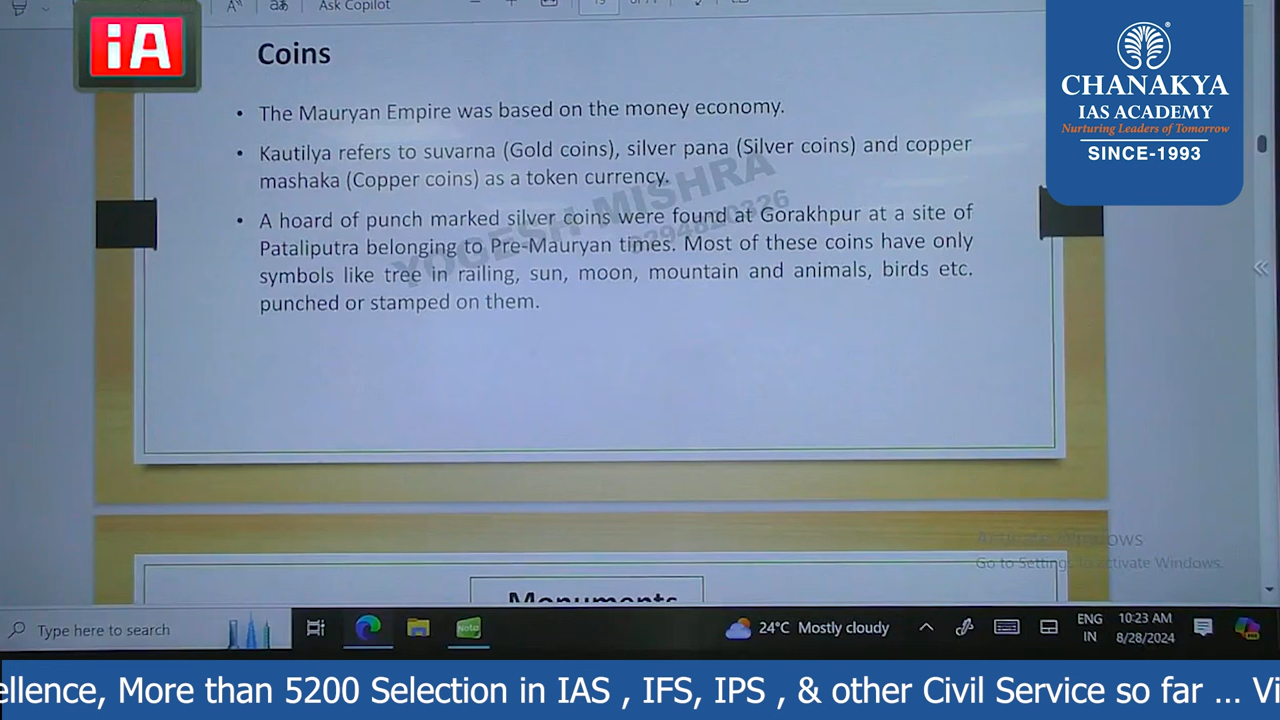 Ask Copilot
iA
Coins
• The Mauryan Empire was based on the money economy.
• Kautilya refers to suvarna (Gold coins), silver pana (Silver coins) and copper
mashaka (Copper coins) as a token currency.
• A hoard of punch marked silver coins were found at Gorakhpur at a site of
Pataliputra belonging to Pre-Mauryan times. Most of these coins have only
symbols like tree in railing, sun, moon, mountain and animals, birds etc.
punched or stamped on them.
YOGESH MISHRA
CHANAKYA
IAS ACADEMY
Nurturing Leaders of Tomorrow
SINCE-1993
Monuments
Activate Windows
Go to Settings to activate Windows.
Type here to search
Note
24°C Mostly cloudy
ENG
IN
10:23 AM
8/28/2024
ellence, More than 5200 Selection in IAS , IFS, IPS , & other Civil Service so far ... Vi